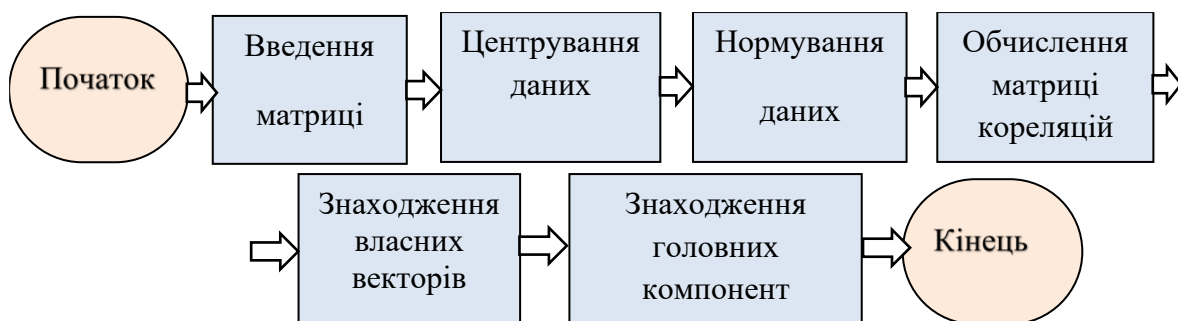 Початок
Введення
матриці
Центрування
даних
Нормування
даних
Обчислення
матриці
кореляцій
Знаходження
власних
векторів
Знаходження
головних
компонент
Кінець